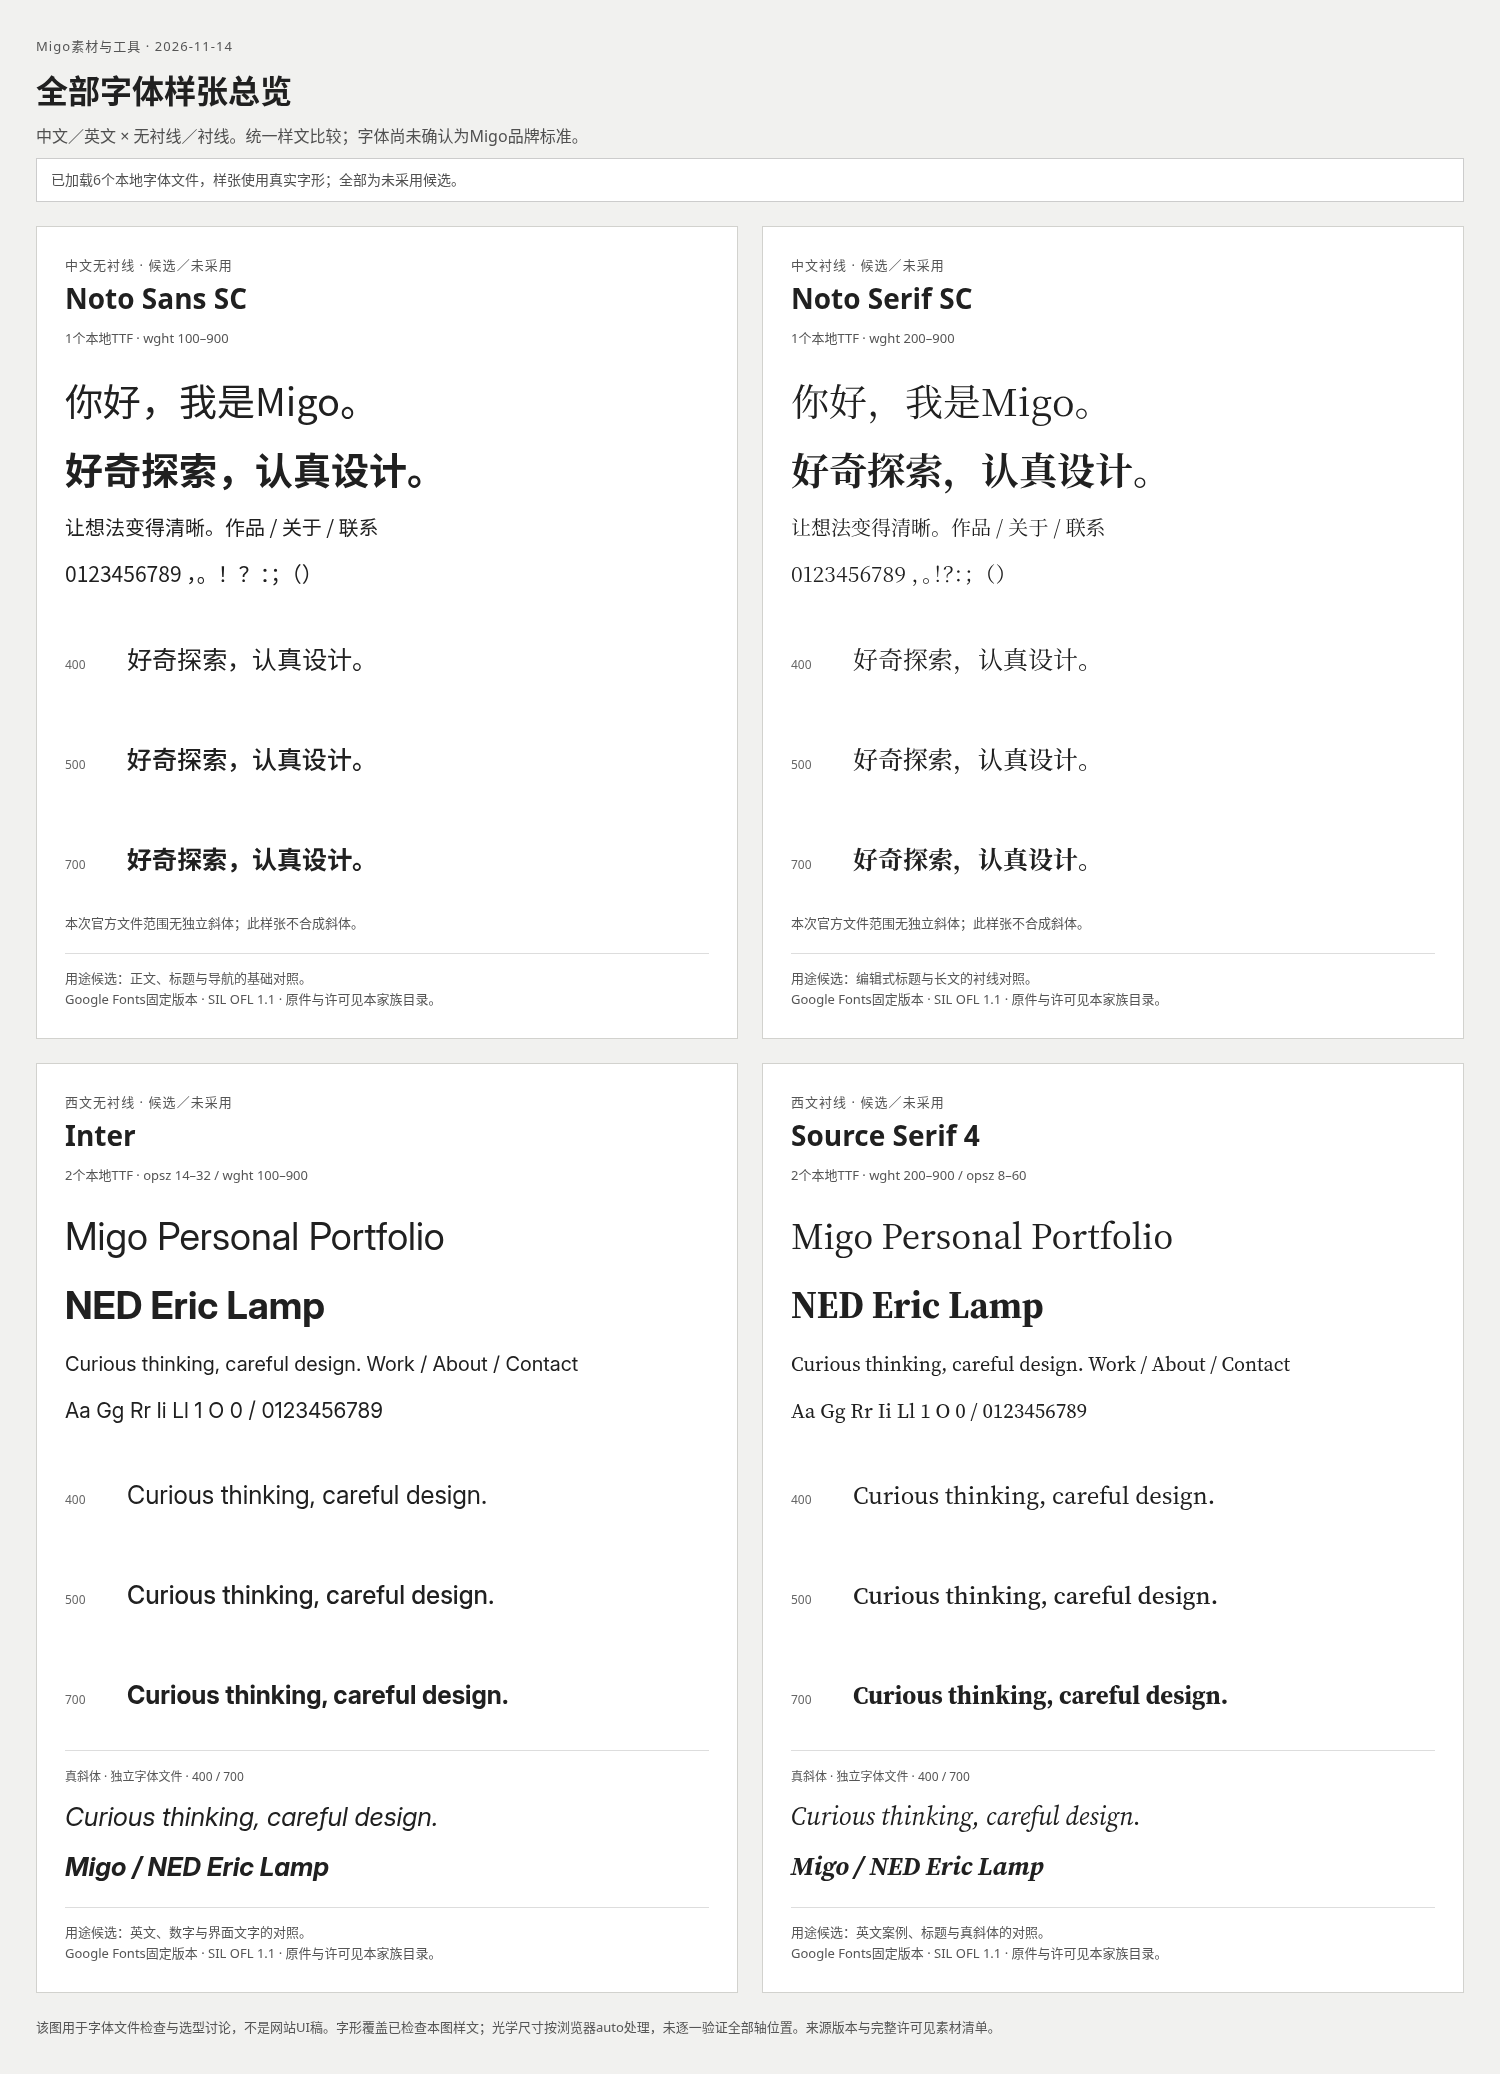 Migo素材与工具 · 2026-11-14
全部字体样张总览
中文／英文 × 无衬线／衬线。统一样文比较；字体尚未确认为Migo品牌标准。
已加载6个本地字体文件，样张使用真实字形；全部为未采用候选。
中文无衬线 · 候选／未采用
Noto Sans SC
1个本地TTF · wght 100–900
你好，我是Migo。
好奇探索，认真设计。
让想法变得清晰。作品 / 关于 / 联系
0123456789 ，。！？：；（）
400 好奇探索，认真设计。
500 好奇探索，认真设计。
700 好奇探索，认真设计。
本次官方文件范围无独立斜体；此样张不合成斜体。
用途候选：正文、标题与导航的基础对照。
Google Fonts固定版本 · SIL OFL 1.1 · 原件与许可见本家族目录。
中文衬线 · 候选／未采用
Noto Serif SC
1个本地TTF · wght 200–900
你好，我是Migo。
好奇探索，认真设计。
让想法变得清晰。作品 / 关于 / 联系
0123456789 ，。！？：；（）
400 好奇探索，认真设计。
500 好奇探索，认真设计。
700 好奇探索，认真设计。
本次官方文件范围无独立斜体；此样张不合成斜体。
用途候选：编辑式标题与长文的衬线对照。
Google Fonts固定版本 · SIL OFL 1.1 · 原件与许可见本家族目录。
西文无衬线 · 候选／未采用
Inter
2个本地TTF · opsz 14–32 / wght 100–900
Migo Personal Portfolio
NED Eric Lamp
Curious thinking, careful design. Work / About / Contact
Aa Gg Rr Ii Ll 1 O 0 / 0123456789
400 Curious thinking, careful design.
500 Curious thinking, careful design.
700 Curious thinking, careful design.
真斜体 · 独立字体文件 · 400 / 700
Curious thinking, careful design.
Migo / NED Eric Lamp
用途候选：英文、数字与界面文字的对照。
Google Fonts固定版本 · SIL OFL 1.1 · 原件与许可见本家族目录。
西文衬线 · 候选／未采用
Source Serif 4
2个本地TTF · wght 200–900 / opsz 8–60
Migo Personal Portfolio
NED Eric Lamp
Curious thinking, careful design. Work / About / Contact
Aa Gg Rr Ii Ll 1 O 0 / 0123456789
400 Curious thinking, careful design.
500 Curious thinking, careful design.
700 Curious thinking, careful design.
真斜体 · 独立字体文件 · 400 / 700
Curious thinking, careful design.
Migo / NED Eric Lamp
用途候选：英文案例、标题与真斜体的对照。
Google Fonts固定版本 · SIL OFL 1.1 · 原件与许可见本家族目录。
该图用于字体文件检查与选型讨论，不是网站UI稿。字形覆盖已检查本图样文；光学尺寸按浏览器auto处理，未逐一验证全部轴位置。来源版本与完整许可见素材清单。